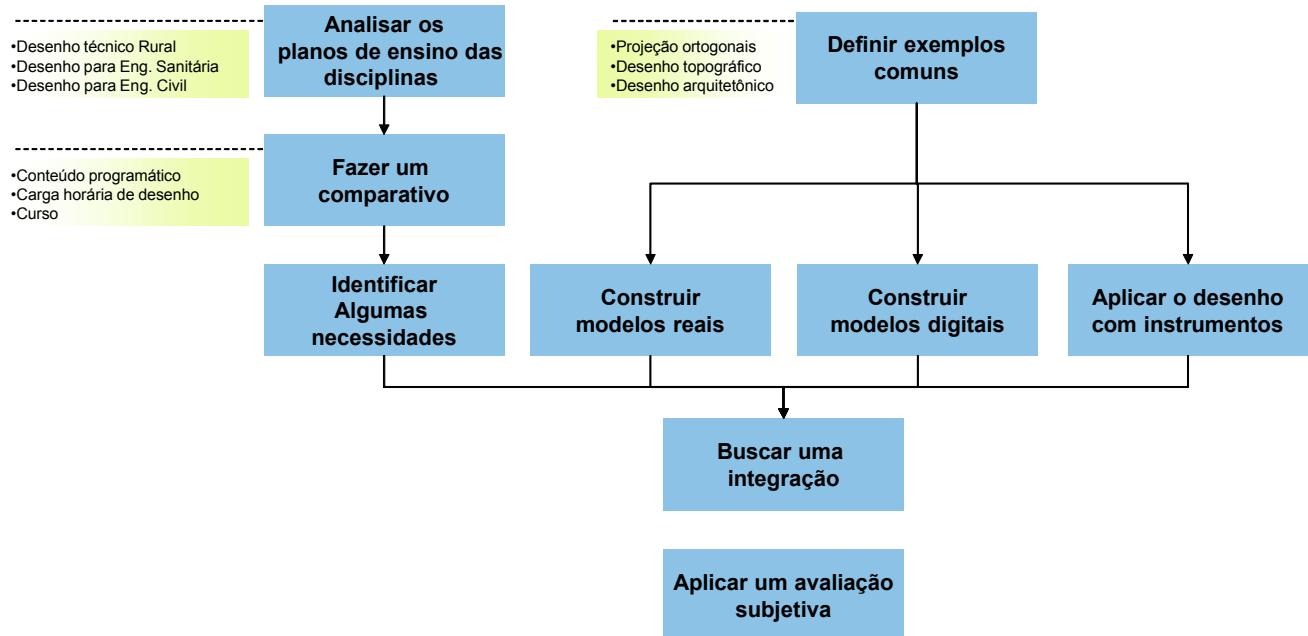 Analisar os
planos de ensino das
disciplinas
•Desenho técnico Rural
•Desenho para Eng. Sanitária
•Desenho para Eng. Civil
Fazer um
comparativo
•Conteúdo programático
•Carga horária de desenho
•Curso
Identificar
Algumas
necessidades
Definir exemplos
comuns
•Projeção ortogonais
•Desenho topográfico
•Desenho arquitetônico
Construir
modelos reais
Construir
modelos digitais
Aplicar o desenho
com instrumentos
Buscar uma
integração
Aplicar um avaliação
subjetiva